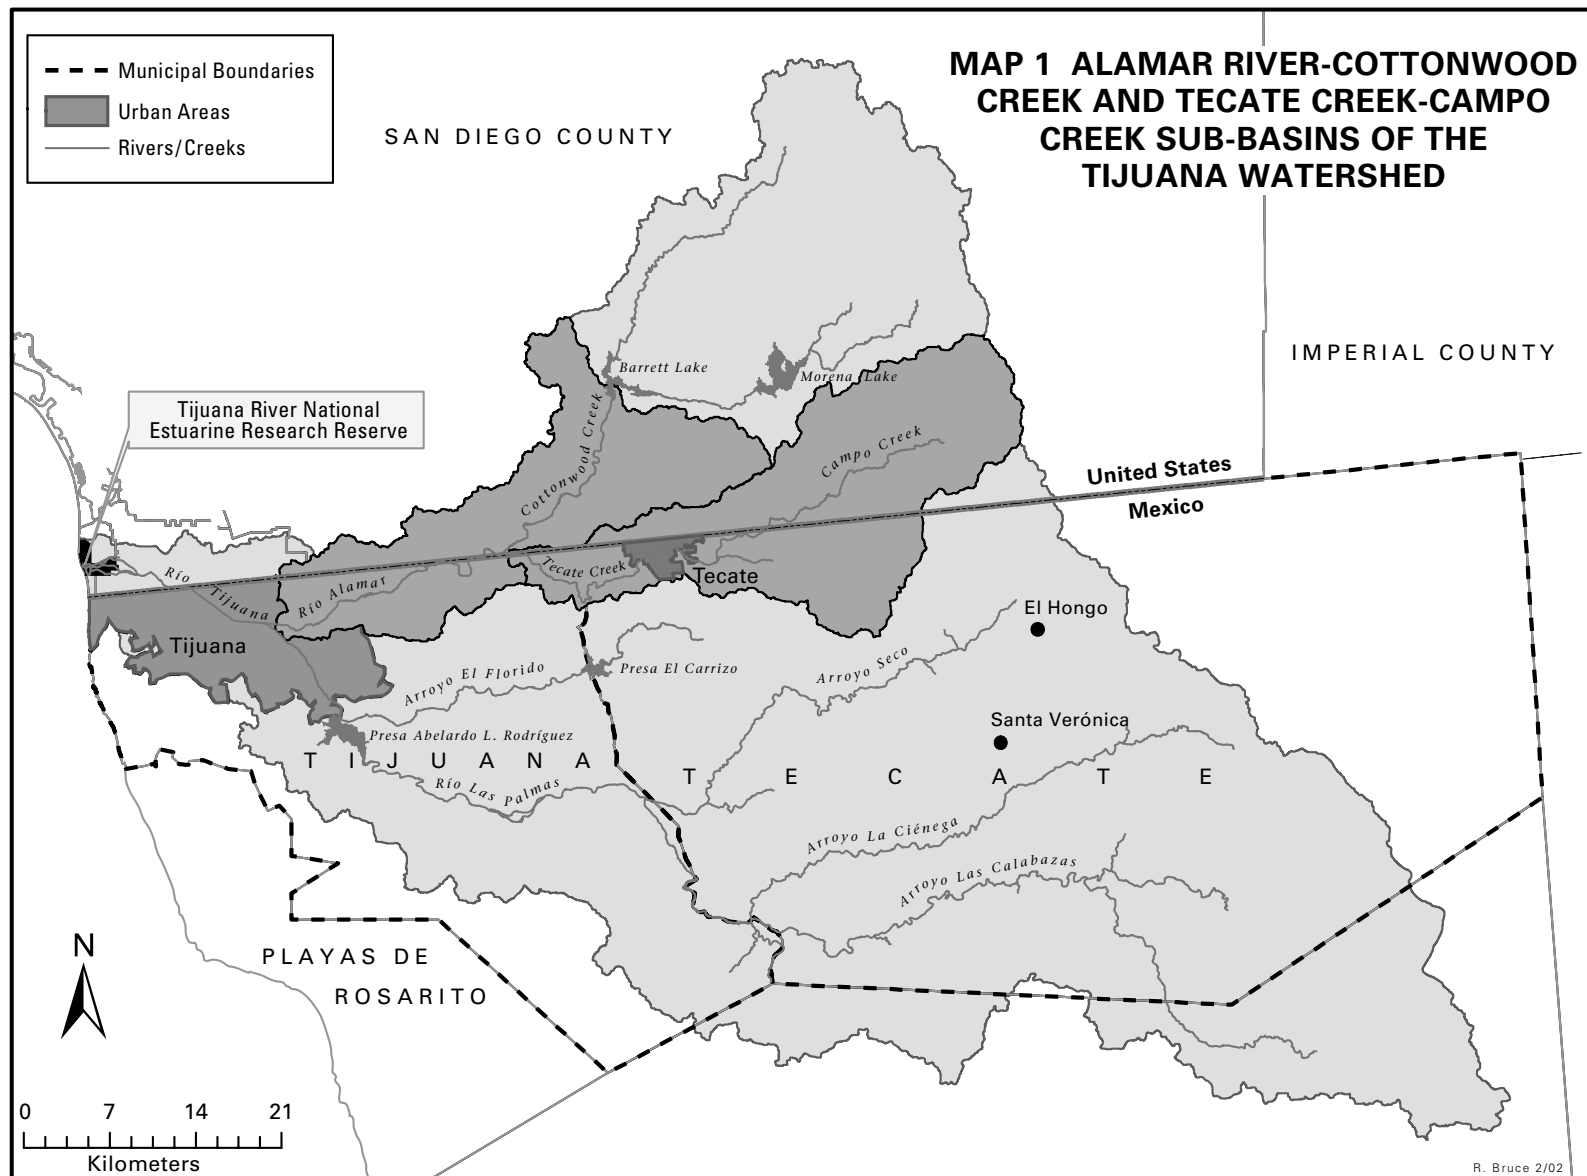 Municipal Boundaries
Urban Areas
Rivers/Creeks
MAP 1 ALAMAR RIVER-COTTONWOOD
CREEK AND TECATE CREEK-CAMPO
CREEK SUB-BASINS OF THE
TIJUANA WATERSHED
SAN DIEGO COUNTY
IMPERIAL COUNTY
Barrett Lake
Morena Lake
Tijuana River National
Estuarine Research Reserve
Cottonwood Creek
Campo Creek
United States
Mexico
Río Tijuana
Río Alamar
Tecate Creek
Tecate
El Hongo
Tijuana
Arroyo El Florido
Presa El Carrizo
Arroyo Seco
Santa Verónica
Presa Abelardo L. Rodríguez
TIJUANA
TECATE
Río Las Palmas
Arroyo La Ciénega
Arroyo Las Calabazas
PLAYAS DE
ROSARITO
N
0 7 14 21
Kilometers
R. Bruce 2/02